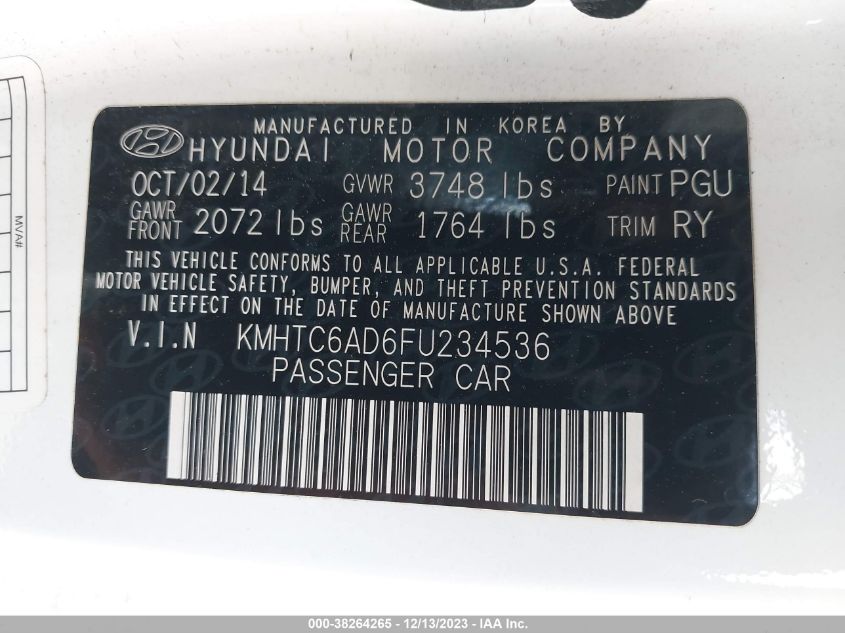 MANUFACTURED IN KOREA BY
HYUNDAI MOTOR COMPANY
OCT/02/14 GVWR 3748 lbs PAINT PGU
GAWR FRONT 2072 lbs GAWR REAR 1764 lbs TRIM RY
THIS VEHICLE CONFORMS TO ALL APPLICABLE U.S.A. FEDERAL
MOTOR VEHICLE SAFETY, BUMPER, AND THEFT PREVENTION STANDARDS
IN EFFECT ON THE DATE OF MANUFACTURE SHOWN ABOVE
V.I.N KMHTC6AD6FU234536
PASSENGER CAR
MVA#
000-38264265 - 12/13/2023 - IAA Inc.